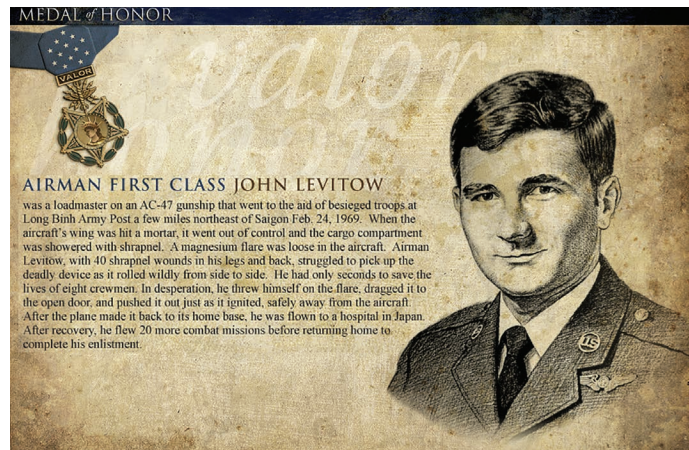 MEDAL of HONOR
valor
honor
VALOR
AIRMAN FIRST CLASS JOHN LEVITOW
was a loadmaster on an AC-47 gunship that went to the aid of besieged troops at
Long Binh Army Post a few miles northeast of Saigon Feb. 24, 1969.  When the
aircraft's wing was hit a mortar, it went out of control and the cargo compartment
was showered with shrapnel.  A magnesium flare was loose in the aircraft.  Airman
Levitow, with 40 shrapnel wounds in his legs and back, struggled to pick up the
deadly device as it rolled wildly from side to side.  He had only seconds to save the
lives of eight crewmen. In desperation, he threw himself on the flare, dragged it to
the open door, and pushed it out just as it ignited, safely away from the aircraft.
After the plane made it back to its home base, he was flown to a hospital in Japan.
After recovery, he flew 20 more combat missions before returning home to
complete his enlistment.
US